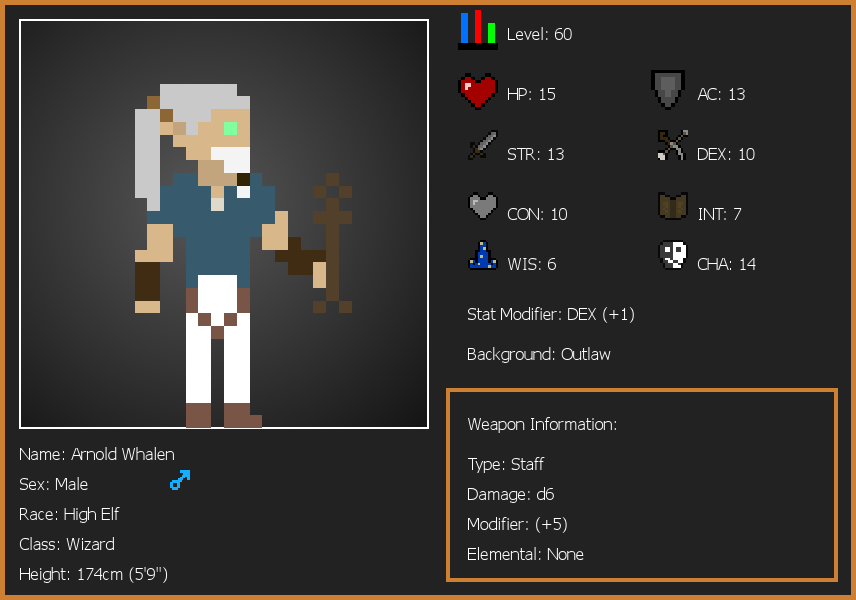 Level: 60
HP: 15
AC: 13
STR: 13
DEX: 10
CON: 10
INT: 7
WIS: 6
CHA: 14
Stat Modifier: DEX (+1)
Background: Outlaw
Weapon Information:
Type: Staff
Damage: d6
Modifier: (+5)
Elemental: None
Name: Arnold Whalen
Sex: Male
Race: High Elf
Class: Wizard
Height: 174cm (5'9")